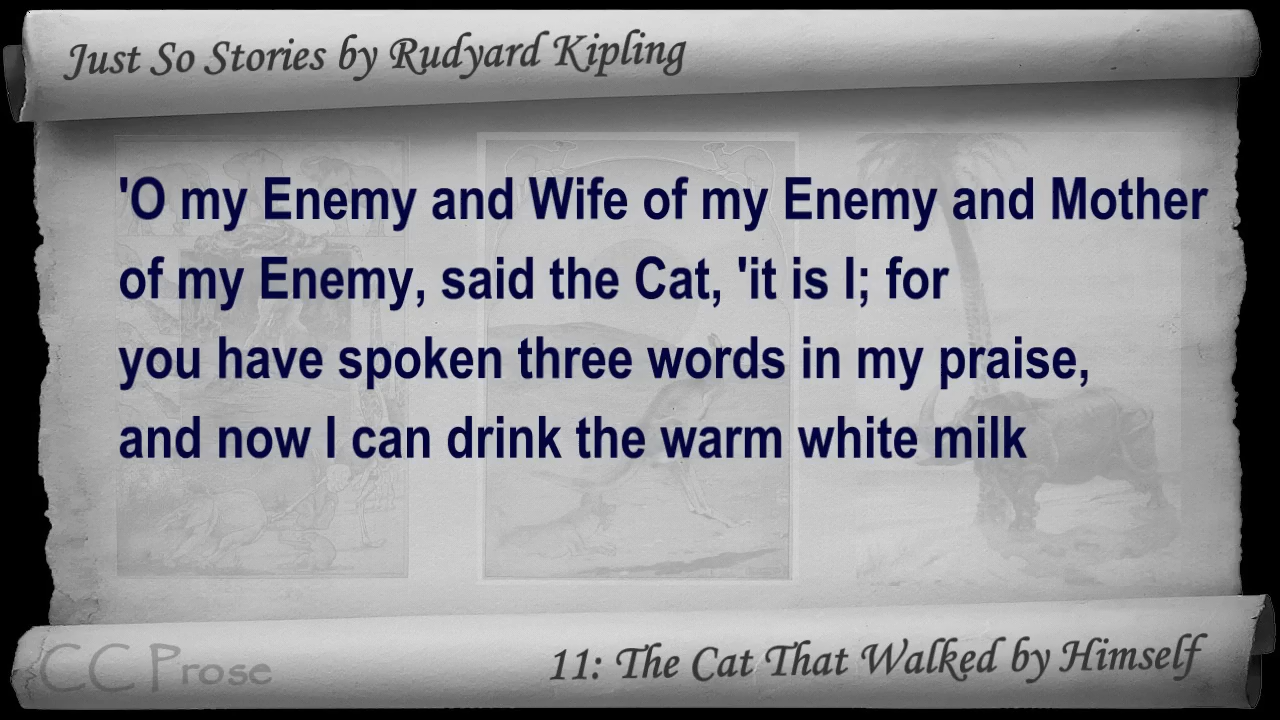 Just So Stories by Rudyard Kipling
'O my Enemy and Wife of my Enemy and Mother
of my Enemy, said the Cat, 'it is I; for
you have spoken three words in my praise,
and now I can drink the warm white milk
CC Prose
11: The Cat That Walked by Himself